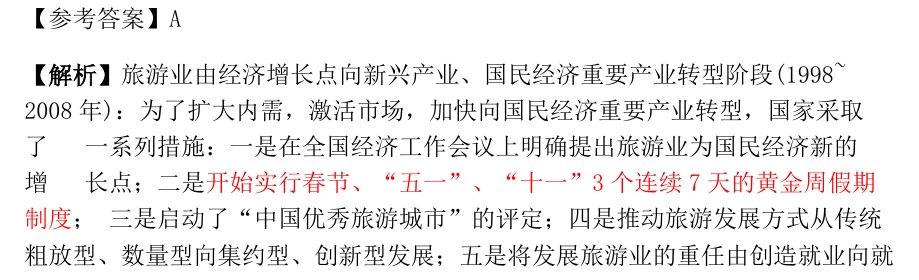 【参考答案】A
【解析】旅游业由经济增长点向新兴产业、国民经济重要产业转型阶段(1998~
2008 年)：为了扩大内需，激活市场，加快向国民经济重要产业转型，国家采取
了 一系列措施：一是在全国经济工作会议上明确提出旅游业为国民经济新的
增 长点；二是开始实行春节、“五一”、“十一”3 个连续 7 天的黄金周假期
制度； 三是启动了“中国优秀旅游城市”的评定；四是推动旅游发展方式从传统
粗放型、数量型向集约型、创新型发展；五是将发展旅游业的重任由创造就业向就